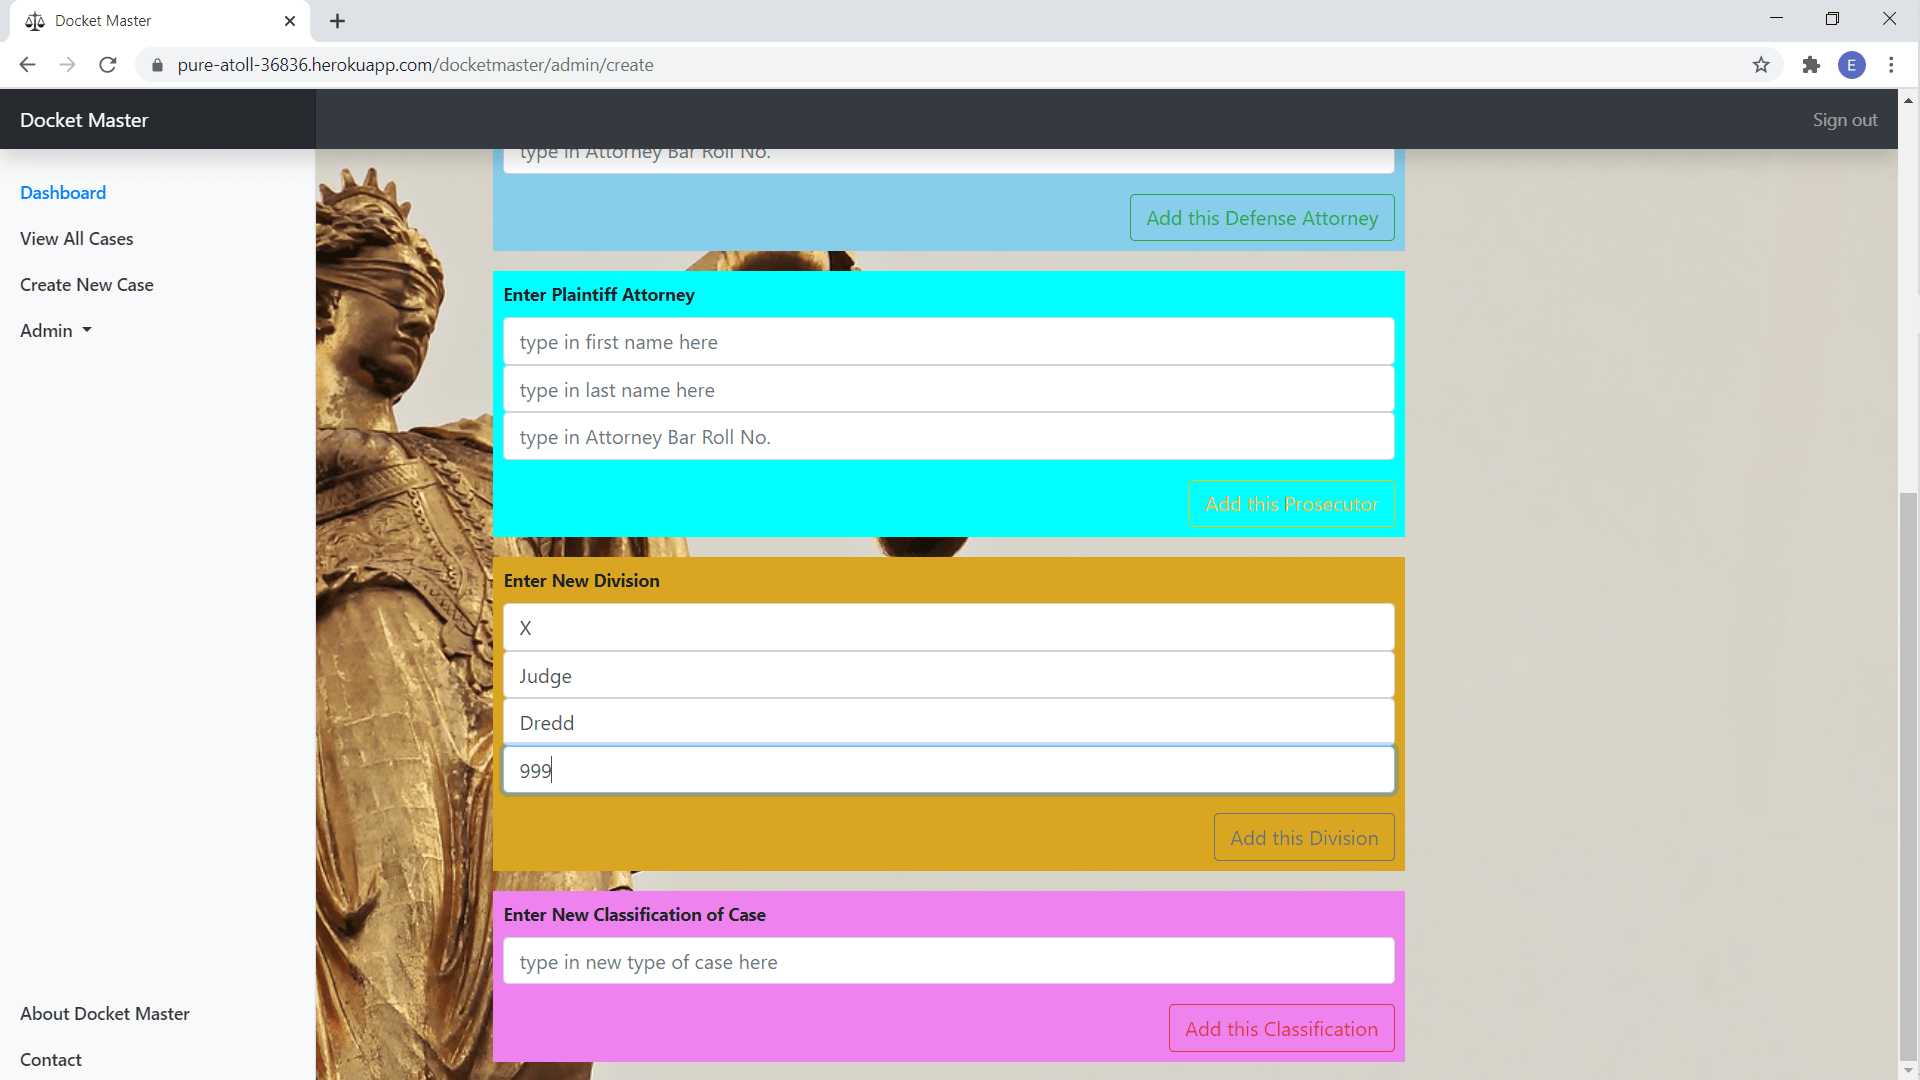 Docket Master
pure-atoll-36836.herokuapp.com/docketmaster/admin/create
E
Docket Master
Sign out
Dashboard
View All Cases
Create New Case
Admin
About Docket Master
Contact
type in Attorney Bar Roll No.
Add this Defense Attorney
Enter Plaintiff Attorney
type in first name here
type in last name here
type in Attorney Bar Roll No.
Add this Prosecutor
Enter New Division
X
Judge
Dredd
999
Add this Division
Enter New Classification of Case
type in new type of case here
Add this Classification